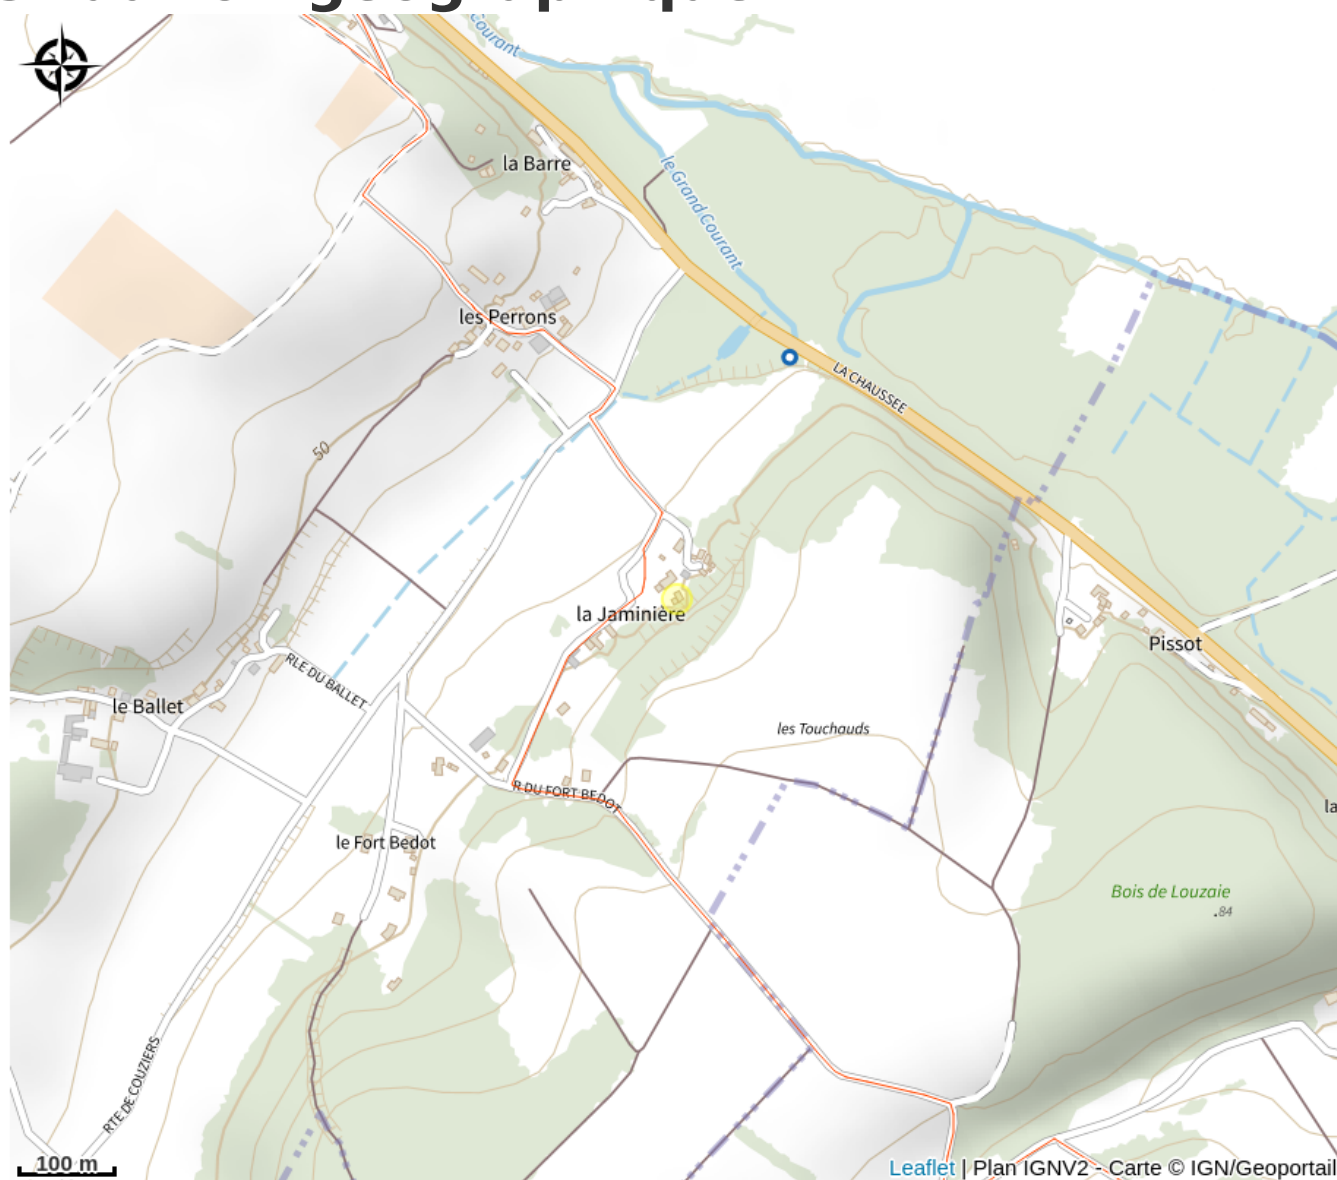 Courant
la Barre
le Grand Courant
les Perrons
LA CHAUSSEE
50
la Jaminière
Pissot
RLE DU BALLET
le Ballet
les Touchauds
R DU FORT BEDOT
la
le Fort Bedot
Bois de Louzaie
.84
RTE DE COUZIERS
100 m
Leaflet | Plan IGNV2 - Carte © IGN/Geoportail